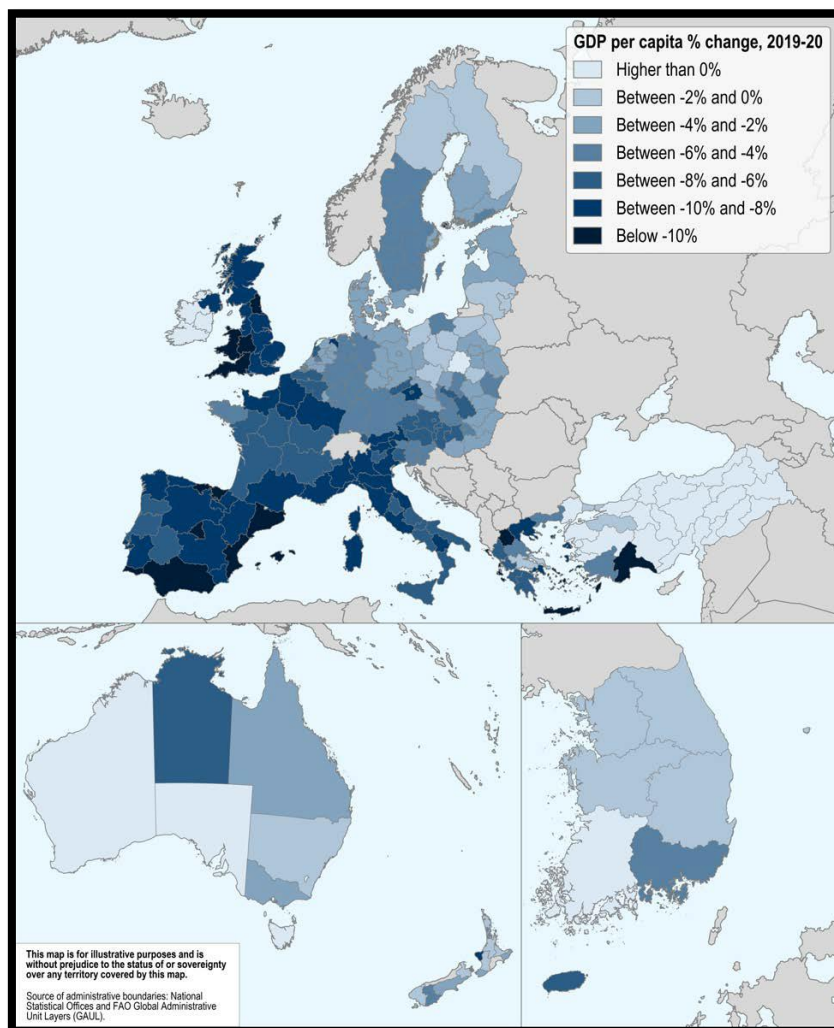 GDP per capita % change, 2019-20
Higher than 0%
Between -2% and 0%
Between -4% and -2%
Between -6% and -4%
Between -8% and -6%
Between -10% and -8%
Below -10%
This map is for illustrative purposes and is
without prejudice to the status of or sovereignty
over any territory covered by this map.
Source of administrative boundaries: National
Statistical Offices and FAO Global Administrative
Unit Layers (GAUL).